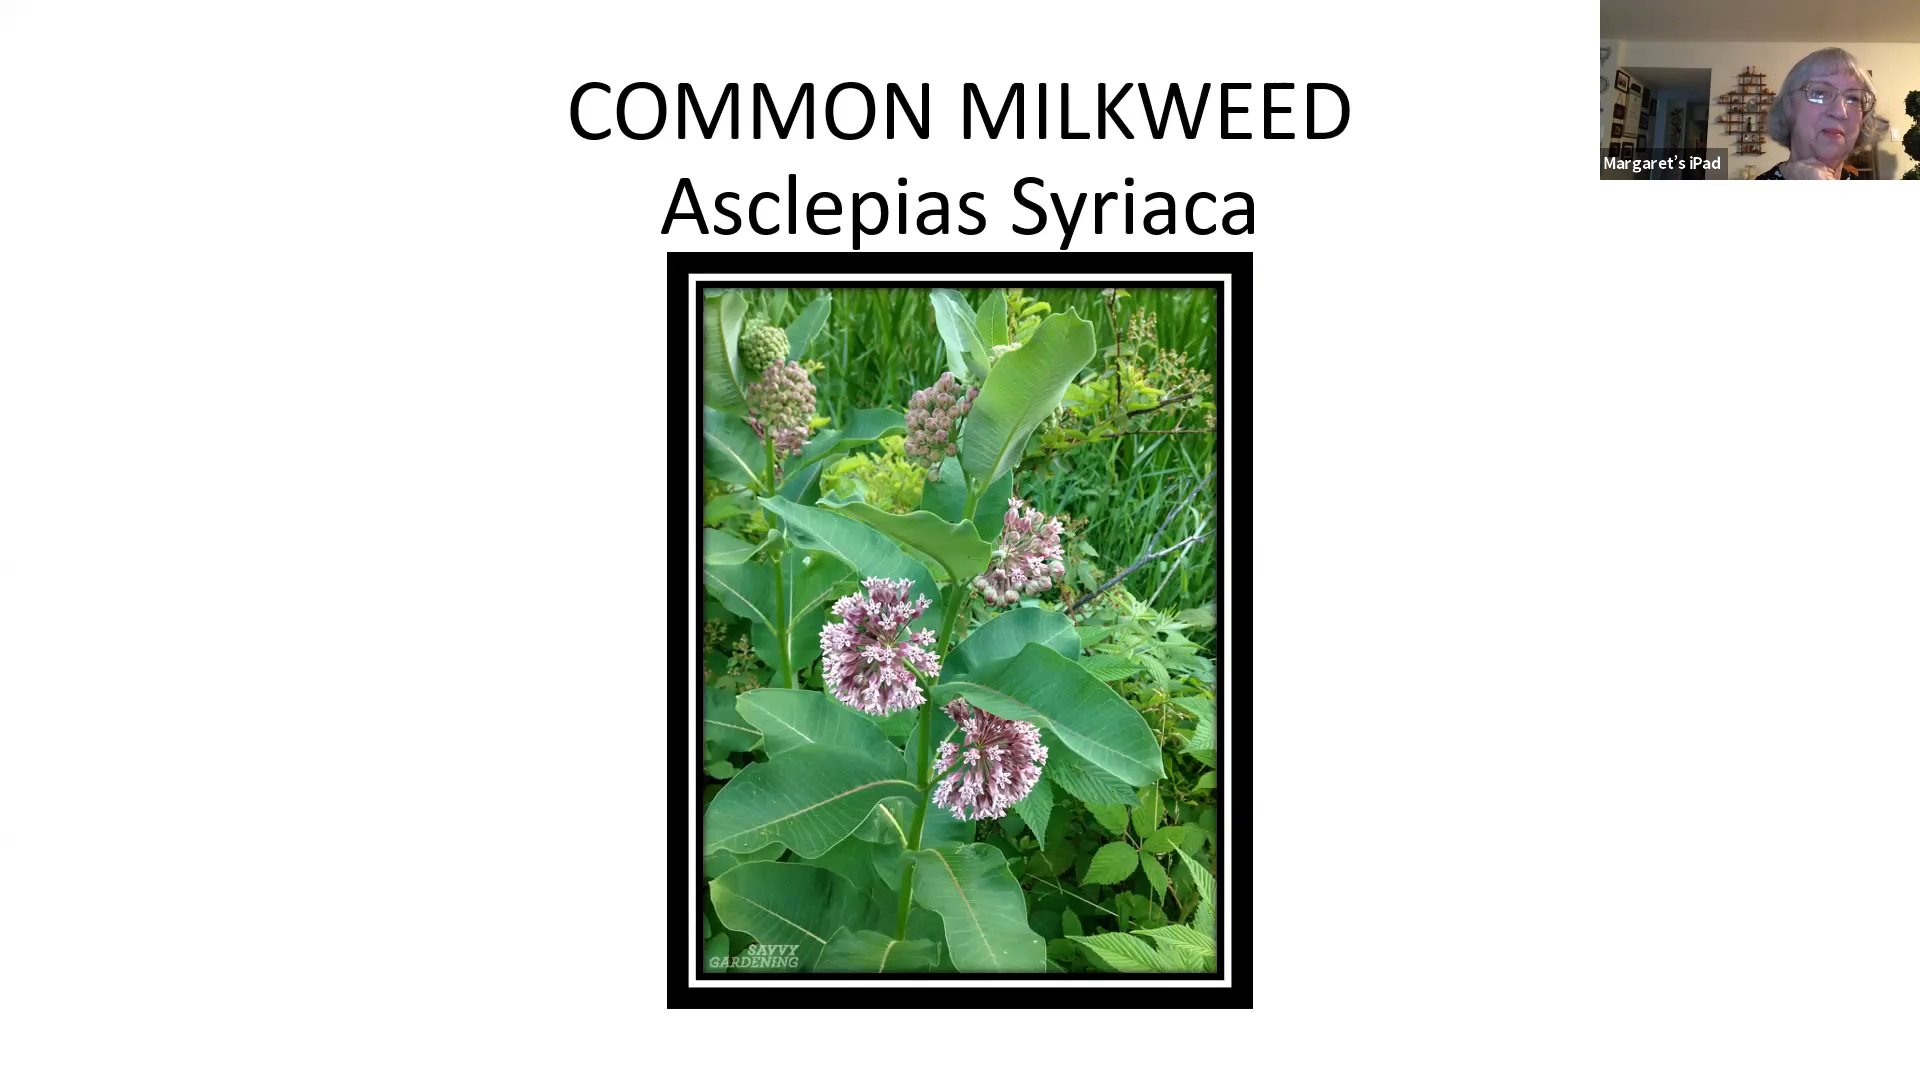 COMMON MILKWEED
Asclepias Syriaca
Margaret's iPad
SAVVY
GARDENING